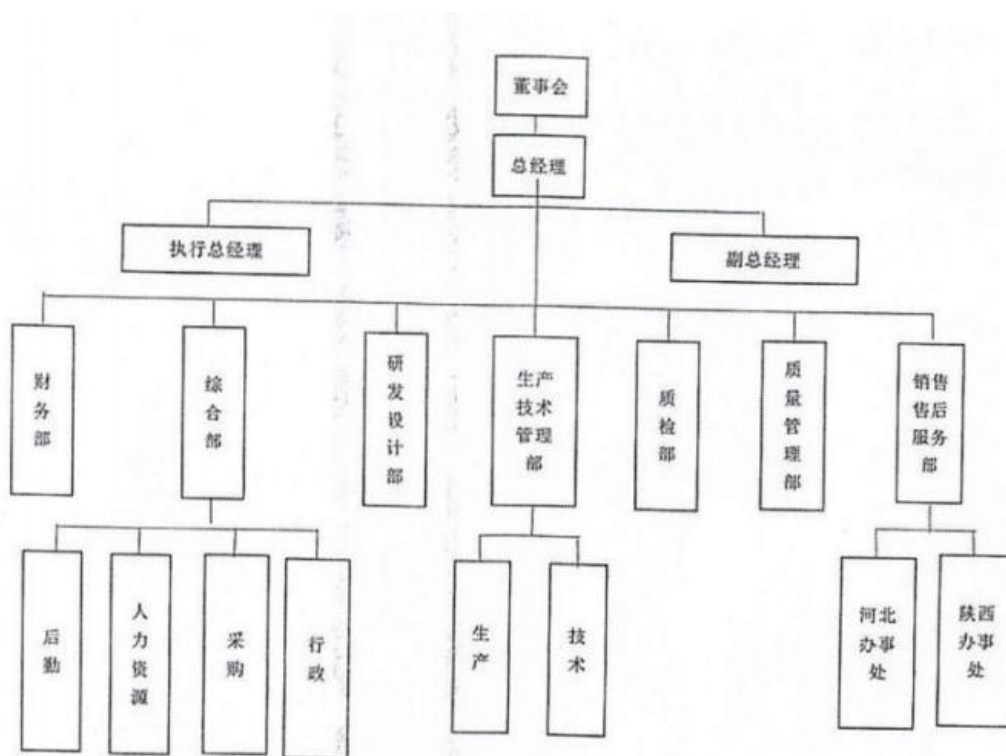 董事会
总经理
执行总经理
副总经理
财务部
综合部
研发设计部
生产
技术
管理
部
质检部
质量管理部
销售
售后
服务
部
后勤
人力资源
采购
行政
生产
技术
河北
办事
处
陕西
办事
处